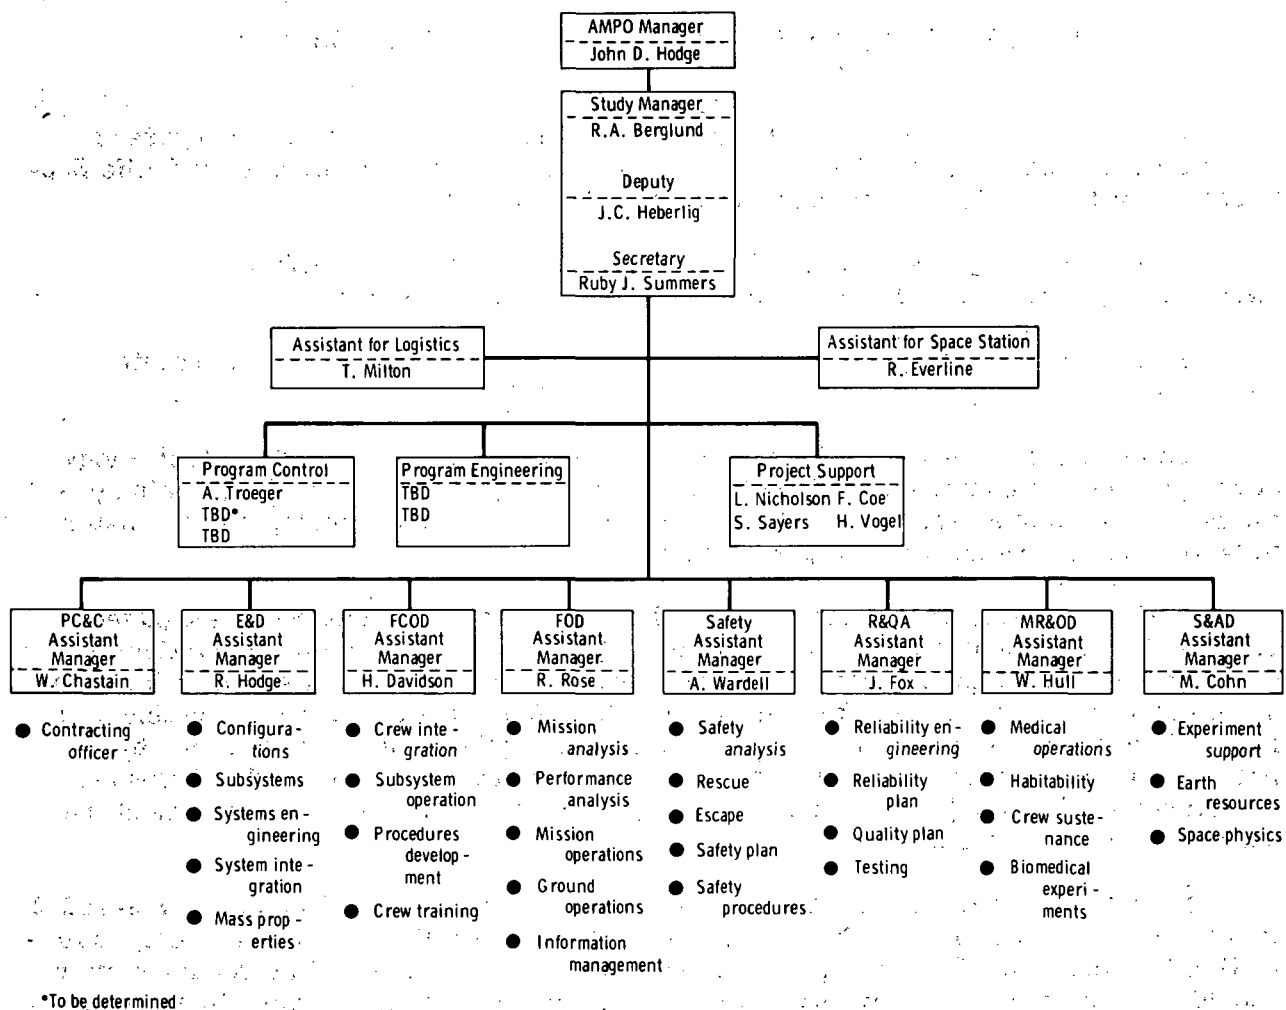 AMPO Manager
John D. Hodge
Study Manager
R.A. Berglund
Deputy
J.C. Heberlig
Secretary
Ruby J. Summers
Assistant for Logistics
T. Milton
Assistant for Space Station
R. Everline
Program Control
A. Troeger
TBD*
TBD
Program Engineering
TBD
TBD
Project Support
L. Nicholson F. Coe
S. Sayers H. Vogel
PC&C
Assistant
Manager
W. Chastain
● Contracting
officer
E&D
Assistant
Manager
R. Hodge
● Configura-
tions
● Subsystems
● Systems en-
gineering
● System inte-
gration
● Mass prop-
erties
FCOD
Assistant
Manager
H. Davidson
● Crew inte-
gration
● Subsystem
operation
● Procedures
develop-
ment
● Crew training
FOD
Assistant
Manager
R. Rose
● Mission
analysis
● Performance
analysis
● Mission
operations
● Ground
operations
● Information
management
Safety
Assistant
Manager
A. Wardell
● Safety
analysis
● Rescue
● Escape
● Safety plan
● Safety
procedures
R&QA
Assistant
Manager
J. Fox
● Reliability en-
gineering
● Reliability
plan
● Quality plan
● Testing
MR&OD
Assistant
Manager
W. Hull
● Medical
operations
● Habitability
● Crew suste-
nance
● Biomedical
experi-
ments
S&AD
Assistant
Manager
M. Cohn
● Experiment
support
● Earth
resources
● Space physics
*To be determined